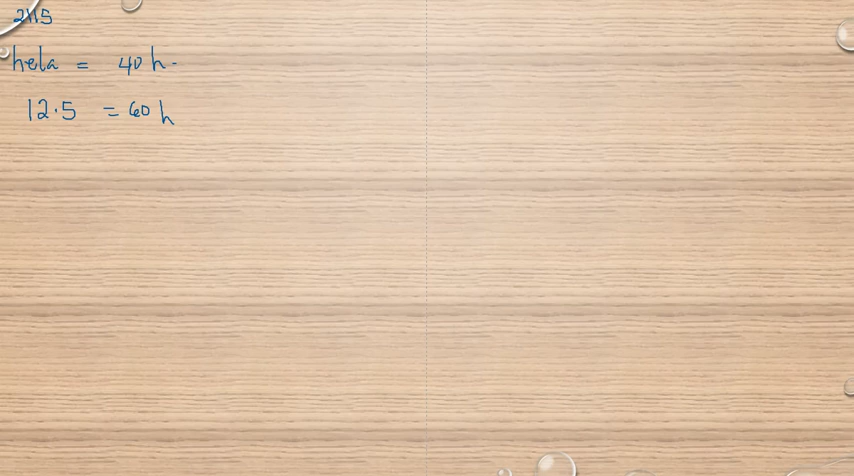 2115
hela = 40 h.
12.5 = 60 h